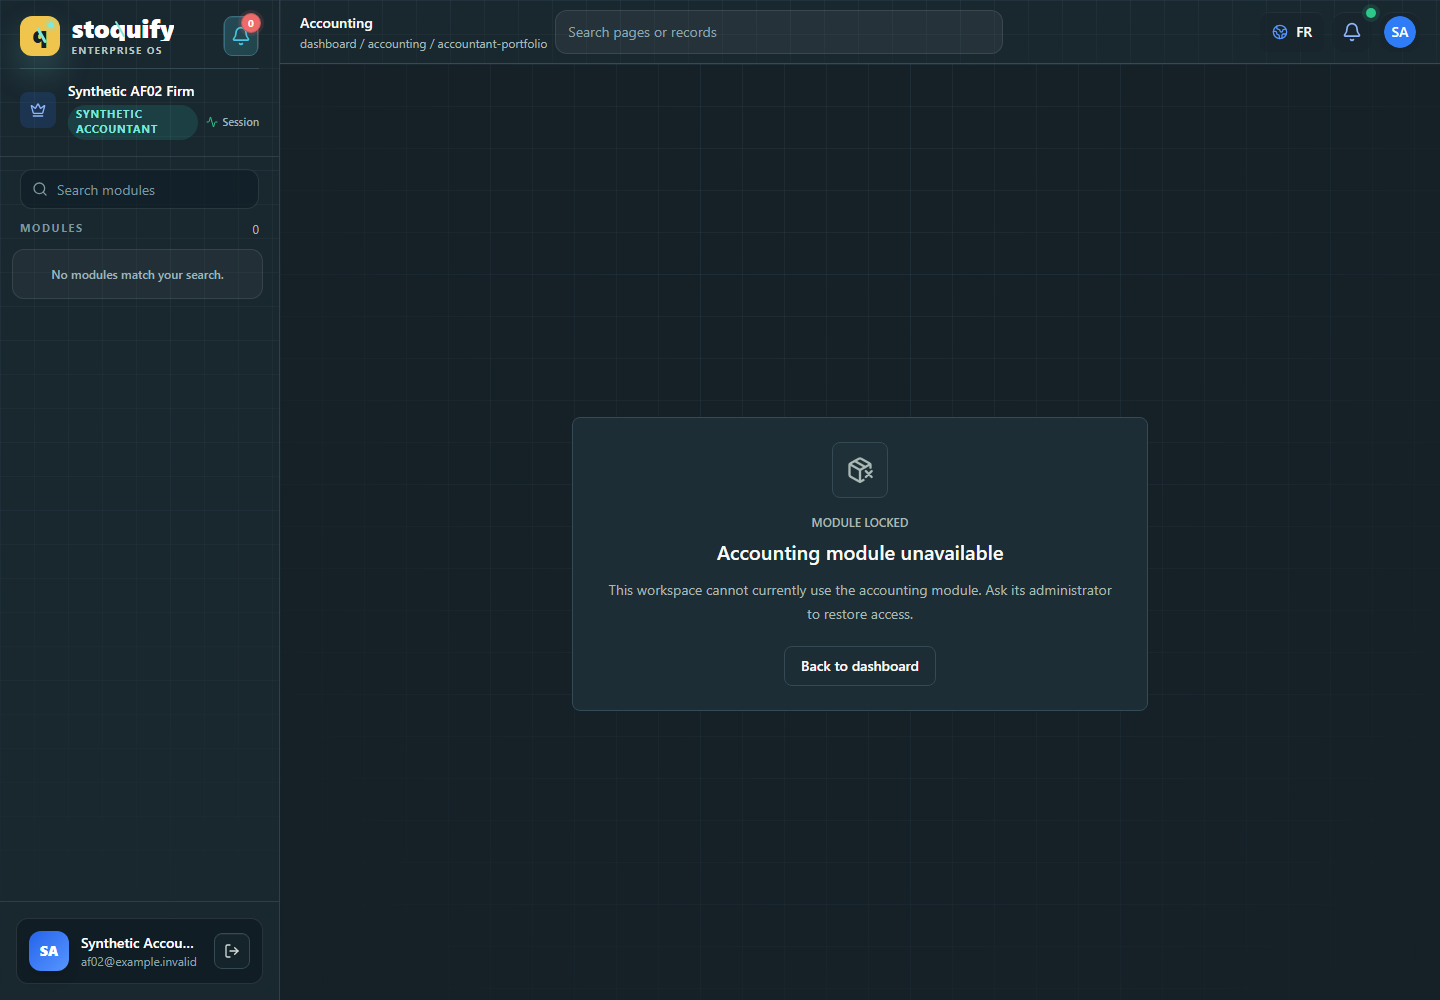 stoquify
ENTERPRISE OS
0
Synthetic AF02 Firm
SYNTHETIC
ACCOUNTANT
Session
Search modules
MODULES
0
No modules match your search.
Synthetic Accou...
SA
af02@example.invalid
Accounting
dashboard / accounting / accountant-portfolio
Search pages or records
FR
SA
MODULE LOCKED
Accounting module unavailable
This workspace cannot currently use the accounting module. Ask its administrator
to restore access.
Back to dashboard